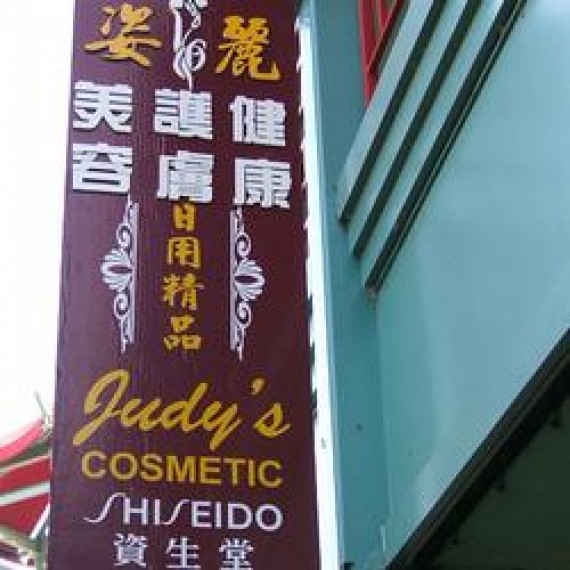 姿麗
美容
護膚
健康
日用精品
Judy's
COSMETIC
SHISEIDO
資生堂